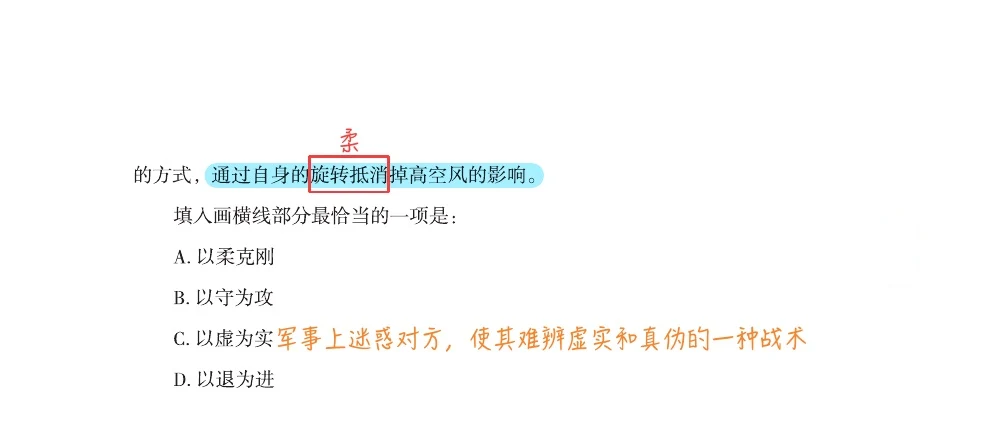 柔
的方式，通过自身的旋转抵消掉高空风的影响。
填入画横线部分最恰当的一项是：
A. 以柔克刚
B. 以守为攻
C. 以虚为实军事上迷惑对方，使其难辨虚实和真伪的一种战术
D. 以退为进